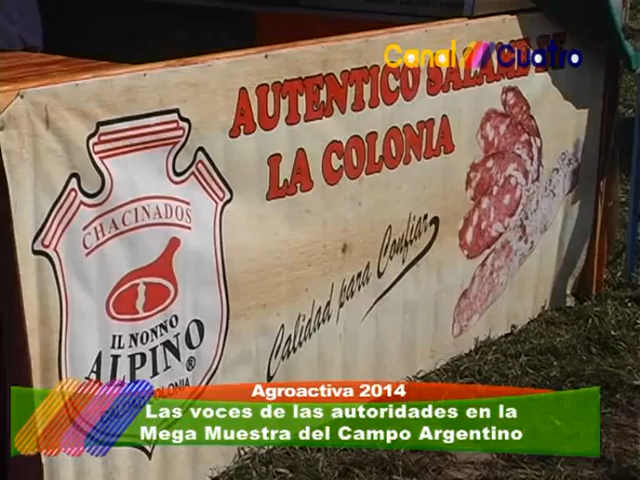 Canal Cuatro
AUTENTICO SALAME D
LA COLONIA
CHACINADOS
IL NONNO
ALPINO ®
COLONIA
Calidad para Confiar
Agroactiva 2014
Las voces de las autoridades en la
Mega Muestra del Campo Argentino